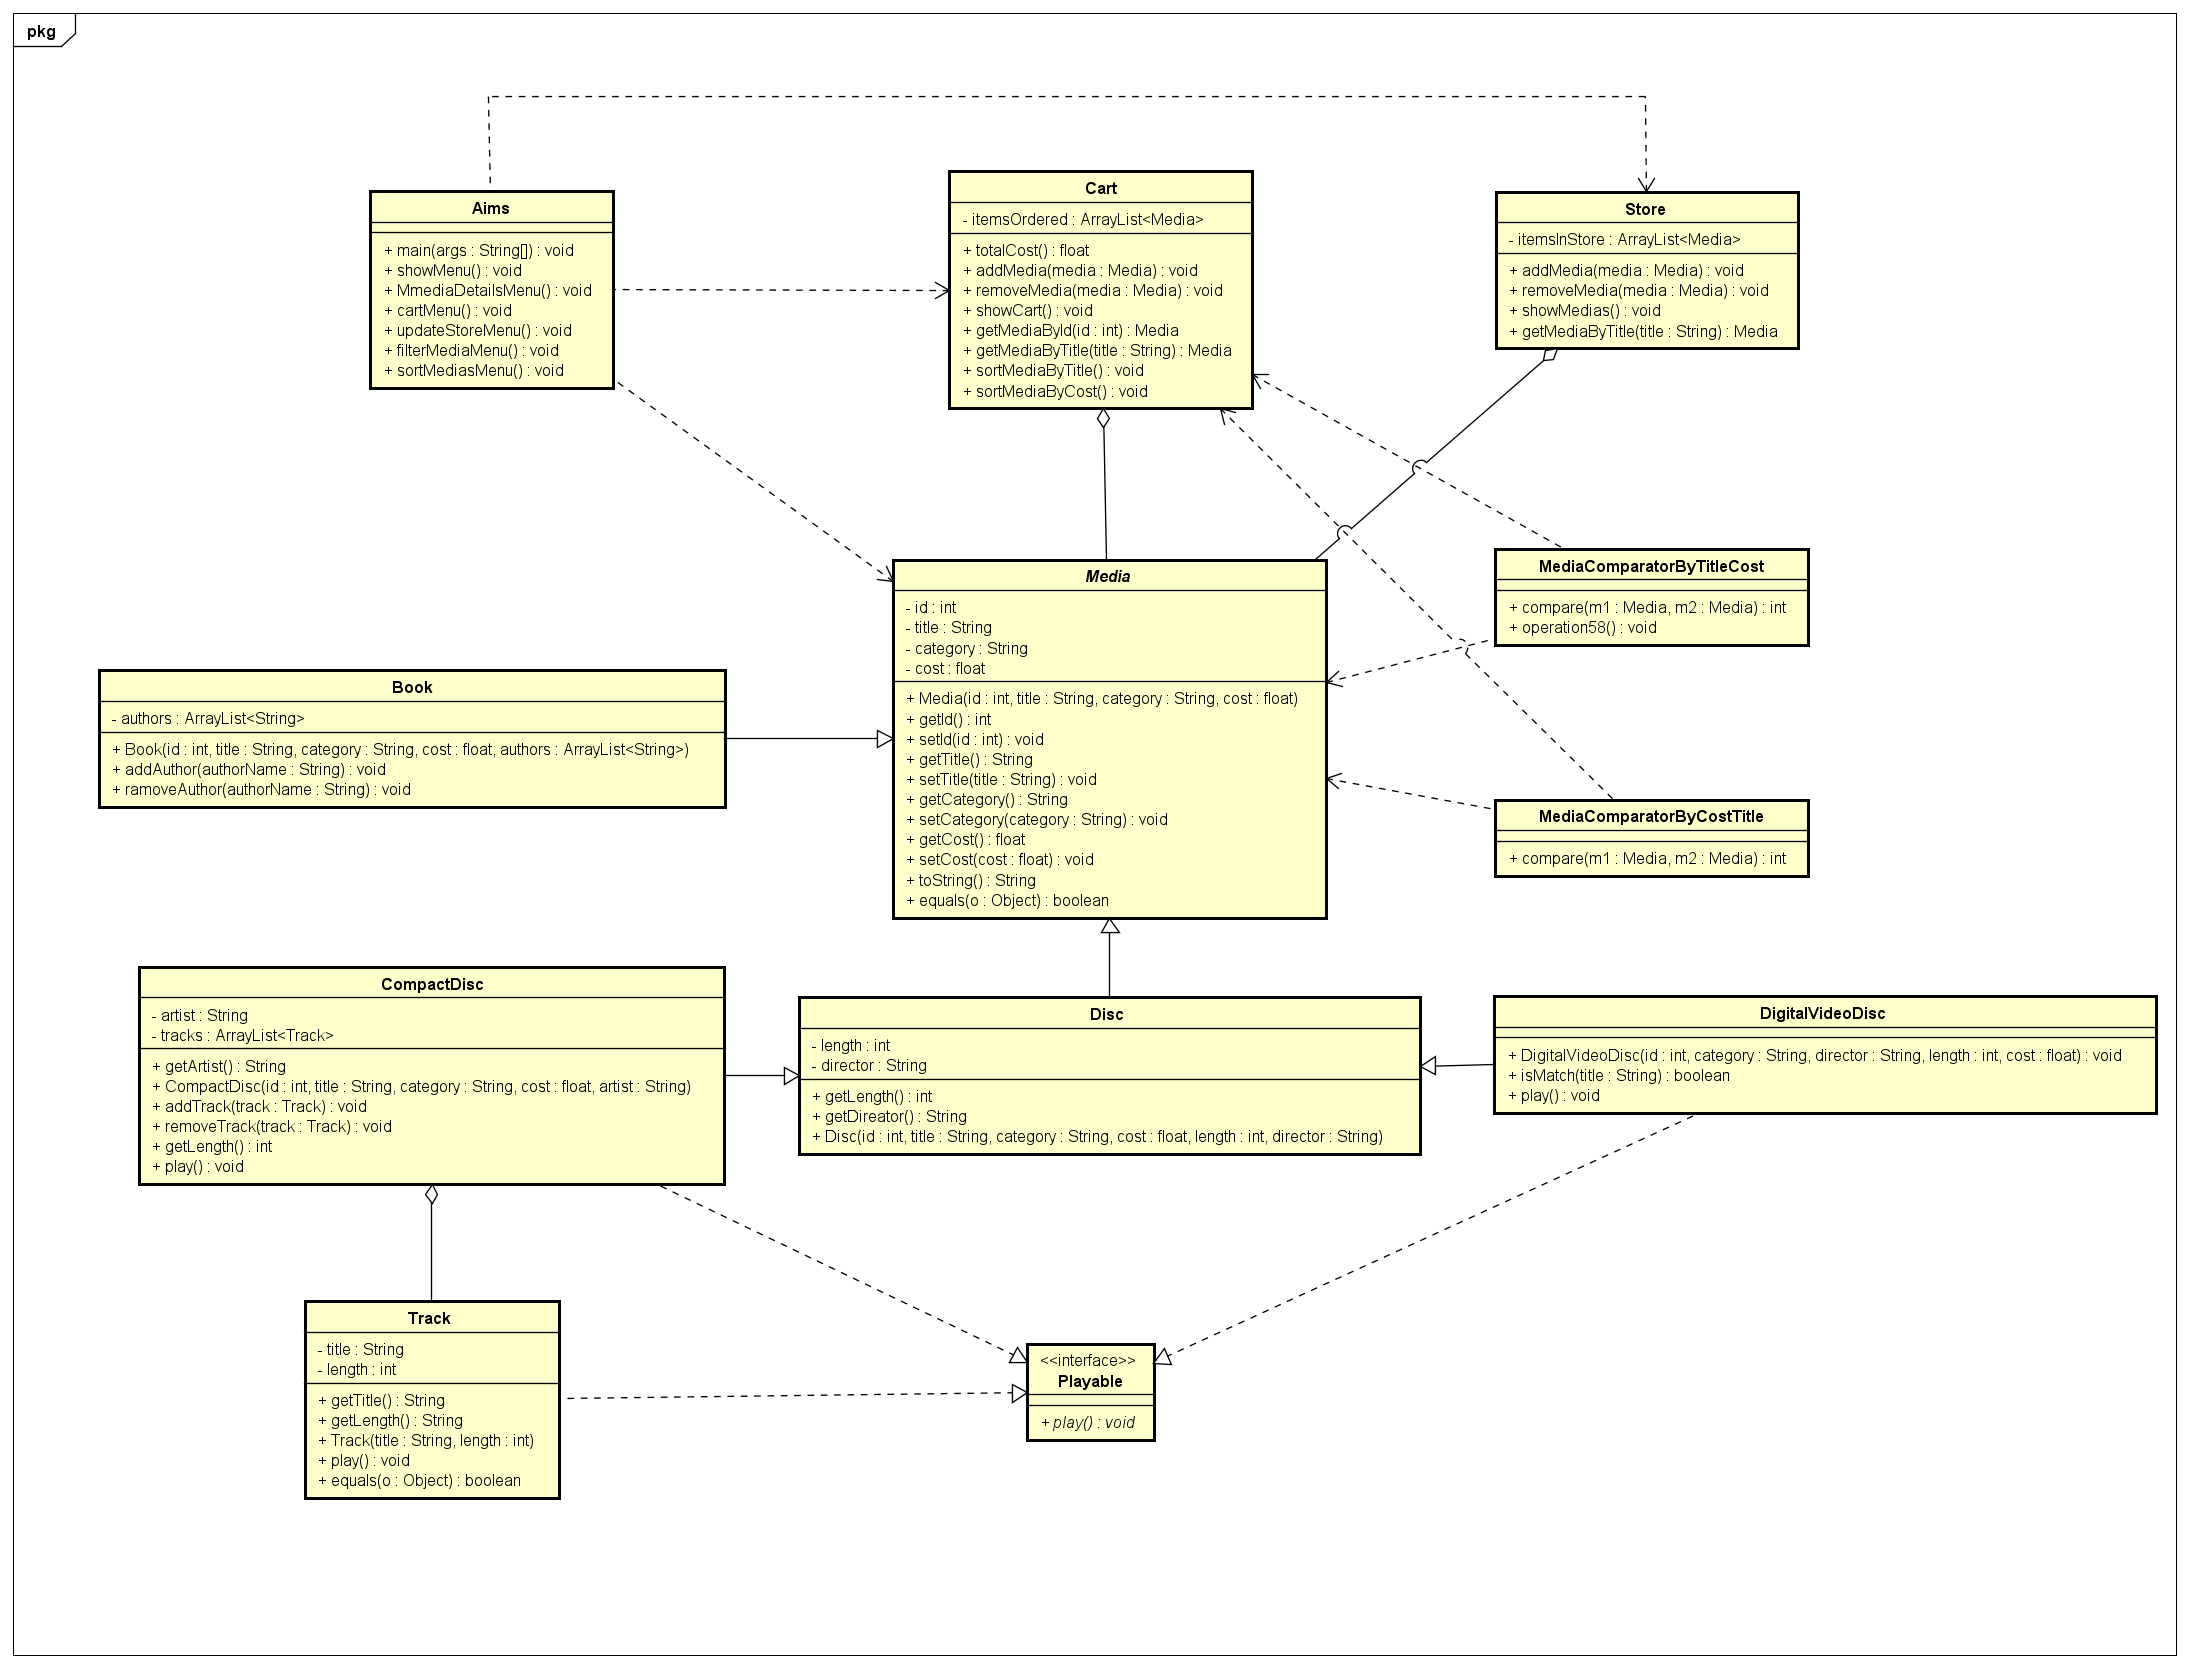 pkg
Aims
+ main(args : String[]) : void
+ showMenu() : void
+ MmediaDetailsMenu() : void
+ cartMenu() : void
+ updateStoreMenu() : void
+ filterMediaMenu() : void
+ sortMediasMenu() : void
Cart
- itemsOrdered : ArrayList<Media>
+ totalCost() : float
+ addMedia(media : Media) : void
+ removeMedia(media : Media) : void
+ showCart() : void
+ getMediaById(id : int) : Media
+ getMediaByTitle(title : String) : Media
+ sortMediaByTitle() : void
+ sortMediaByCost() : void
Store
- itemsInStore : ArrayList<Media>
+ addMedia(media : Media) : void
+ removeMedia(media : Media) : void
+ showMedias() : void
+ getMediaByTitle(title : String) : Media
Media
- id : int
- title : String
- category : String
- cost : float
+ Media(id : int, title : String, category : String, cost : float)
+ getId() : int
+ setId(id : int) : void
+ getTitle() : String
+ setTitle(title : String) : void
+ getCategory() : String
+ setCategory(category : String) : void
+ getCost() : float
+ setCost(cost : float) : void
+ toString() : String
+ equals(o : Object) : boolean
MediaComparatorByTitleCost
+ compare(m1 : Media, m2 : Media) : int
+ operation58() : void
Book
- authors : ArrayList<String>
+ Book(id : int, title : String, category : String, cost : float, authors : ArrayList<String>)
+ addAuthor(authorName : String) : void
+ ramoveAuthor(authorName : String) : void
MediaComparatorByCostTitle
+ compare(m1 : Media, m2 : Media) : int
CompactDisc
- artist : String
- tracks : ArrayList<Track>
+ getArtist() : String
+ CompactDisc(id : int, title : String, category : String, cost : float, artist : String)
+ addTrack(track : Track) : void
+ removeTrack(track : Track) : void
+ getLength() : int
+ play() : void
Disc
- length : int
- director : String
+ getLength() : int
+ getDireator() : String
+ Disc(id : int, title : String, category : String, cost : float, length : int, director : String)
DigitalVideoDisc
+ DigitalVideoDisc(id : int, category : String, director : String, length : int, cost : float) : void
+ isMatch(title : String) : boolean
+ play() : void
Track
- title : String
- length : int
+ getTitle() : String
+ getLength() : String
+ Track(title : String, length : int)
+ play() : void
+ equals(o : Object) : boolean
<<interface>>
Playable
+ play() : void